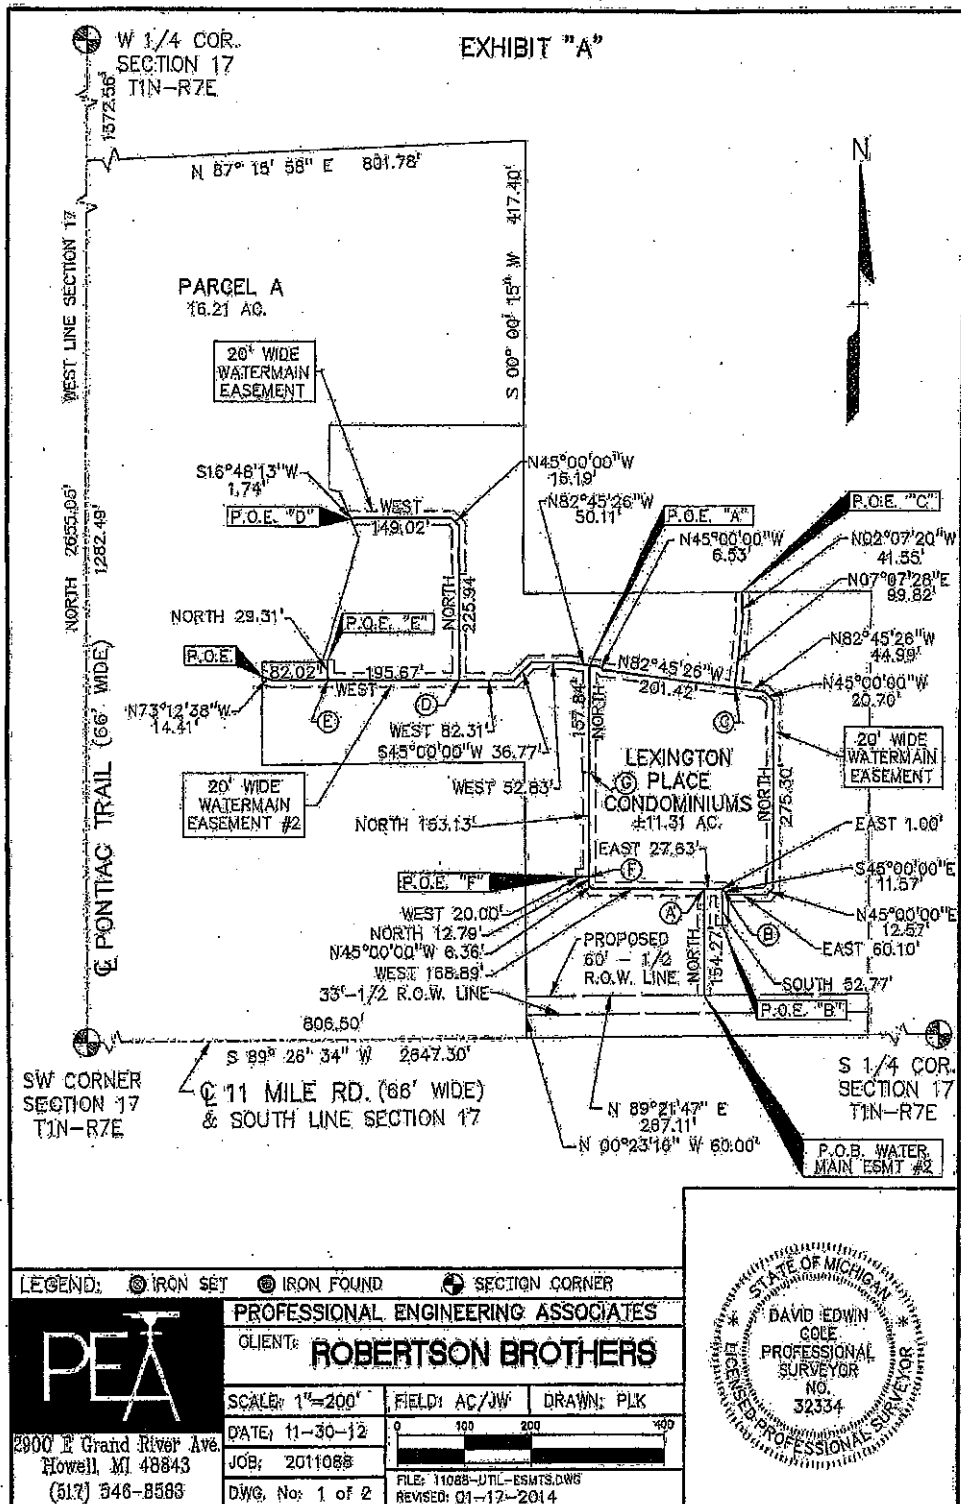 EXHIBIT "A"
W 1/4 COR.
SECTION 17
T1N-R7E
1372.56'
N 87° 15' 58" E 801.78'
S 00° 00' 15" W 417.40'
N
WEST LINE SECTION 17
NORTH 2655.05'
1282.49'
PARCEL A
16.21 AC.
20' WIDE
WATERMAIN
EASEMENT
S16°48'13"W
1.74'
P.O.E. "D"
WEST
149.02'
N45°00'00"W
15.19'
N82°45'26"W
50.11'
P.O.E. "A"
N45°00'00"W
6.53'
P.O.E. "C"
N02°07'20"W
41.55'
N07°07'28"E
99.82'
NORTH
225.94'
NORTH 29.31'
P.O.E. "E"
P.O.E.
82.02'
195.67'
WEST
N73°12'38"W
14.41'
E
D
WEST 82.31'
S45°00'00"W 36.77'
WEST 52.83'
N82°45'26"W
201.42'
N82°45'26"W
44.99'
N45°00'00"W
20.70'
C
157.84'
NORTH
20' WIDE
WATERMAIN
EASEMENT #2
LEXINGTON
PLACE
CONDOMINIUMS
±11.31 AC.
G
NORTH
275.30'
20' WIDE
WATERMAIN
EASEMENT
NORTH 153.13'
EAST 27.63'
EAST 1.00'
F
P.O.E. "F"
S45°00'00"E
11.57'
WEST 20.00'
NORTH 12.79'
N45°00'00"W 6.36'
WEST 168.89'
A
B
N45°00'00"E
12.57'
EAST 60.10'
PROPOSED
60' - 1/2
R.O.W. LINE
NORTH
154.27'
SOUTH 52.77'
33'-1/2 R.O.W. LINE
P.O.E. "B"
℄ PONTIAC TRAIL (66' WIDE)
806.50'
S 89° 26' 34" W 2647.30'
SW CORNER
SECTION 17
T1N-R7E
℄ 11 MILE RD. (66' WIDE)
& SOUTH LINE SECTION 17
N 89°21'47" E
287.11'
N 00°23'16" W 60.00'
S 1/4 COR.
SECTION 17
T1N-R7E
P.O.B. WATER
MAIN ESMT #2
LEGEND: IRON SET IRON FOUND SECTION CORNER
PEA
2900 E Grand River Ave.
Howell, MI 48843
(517) 546-8583
PROFESSIONAL ENGINEERING ASSOCIATES
CLIENT: ROBERTSON BROTHERS
SCALE: 1"=200' FIELD: AC/JW DRAWN: PLK
DATE: 11-30-12
0 100 200 400
JOB: 2011088
DWG. No: 1 of 2
FILE: 11088-UTIL-ESMTS.DWG
REVISED: 01-17-2014
STATE OF MICHIGAN
DAVID EDWIN
COLE
PROFESSIONAL
SURVEYOR
NO.
32334
LICENSED PROFESSIONAL SURVEYOR